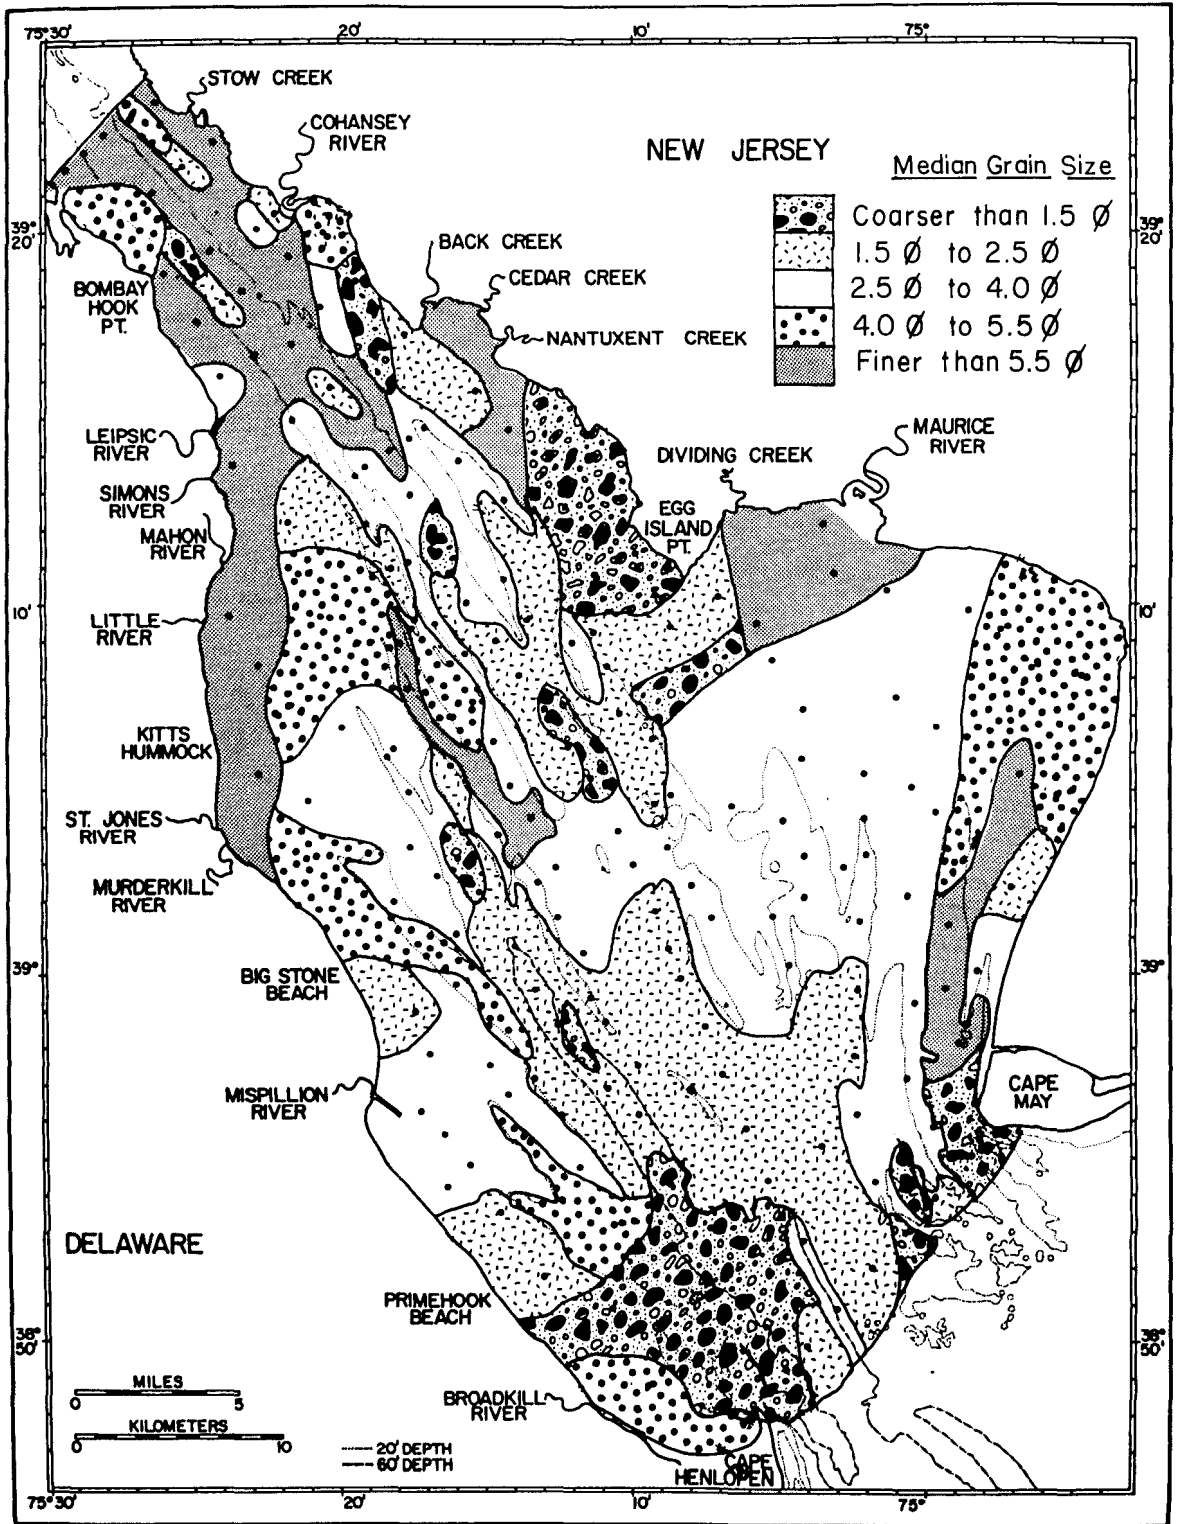 75°30'
20'
10'
75°
STOW CREEK
COHANSEY
RIVER
NEW JERSEY
Median Grain Size
Coarser than 1.5 Ø
1.5 Ø to 2.5 Ø
2.5 Ø to 4.0 Ø
4.0 Ø to 5.5 Ø
Finer than 5.5 Ø
39°
20'
39°
20'
BACK CREEK
CEDAR CREEK
NANTUXENT CREEK
BOMBAY
HOOK
PT.
LEIPSIC
RIVER
SIMONS
RIVER
MAHON
RIVER
MAURICE
RIVER
DIVIDING CREEK
EGG
ISLAND
PT.
10'
10'
LITTLE
RIVER
KITTS
HUMMOCK
ST. JONES
RIVER
MURDERKILL
RIVER
39°
39°
BIG STONE
BEACH
MISPILLION
RIVER
CAPE
MAY
DELAWARE
PRIMEHOOK
BEACH
38°
50'
38°
50'
MILES
0 5
KILOMETERS
0 10
BROADKILL
RIVER
20' DEPTH
60' DEPTH
CAPE
HENLOPEN
75°30'
20'
10'
75°